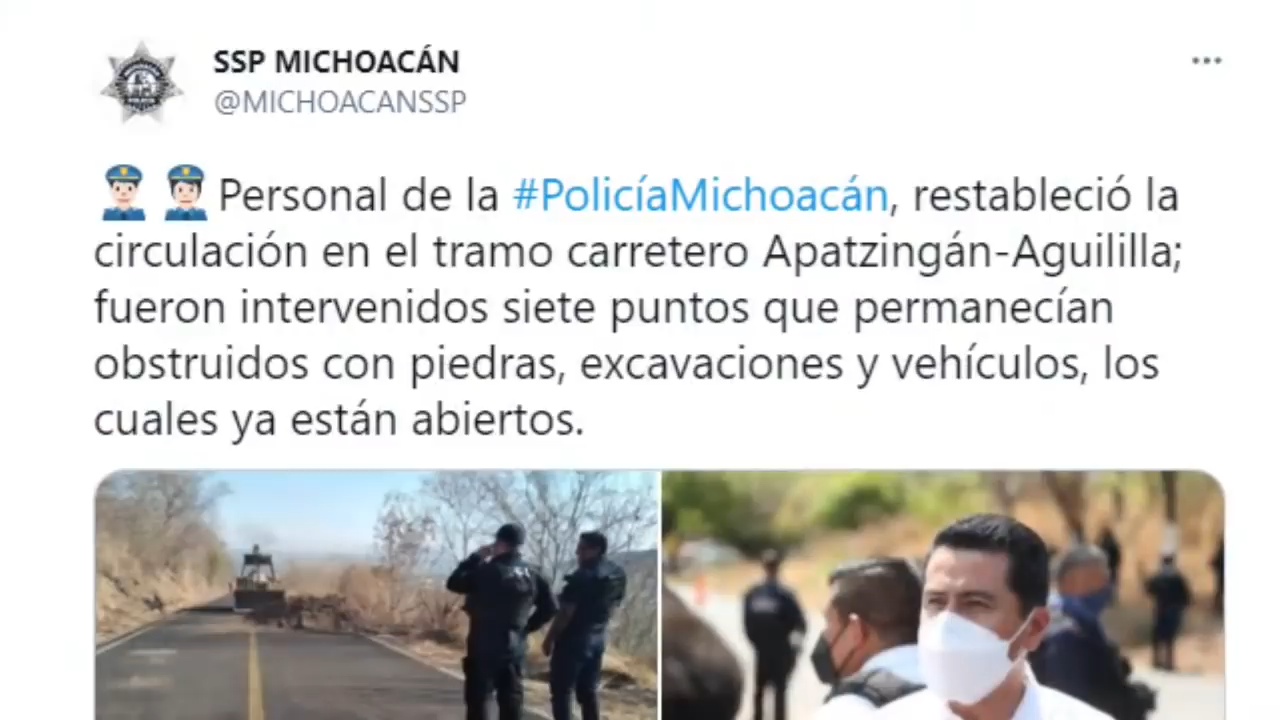 SSP MICHOACÁN
@MICHOACANSSP
Personal de la #PolicíaMichoacán, restableció la
circulación en el tramo carretero Apatzingán-Aguililla;
fueron intervenidos siete puntos que permanecían
obstruidos con piedras, excavaciones y vehículos, los
cuales ya están abiertos.